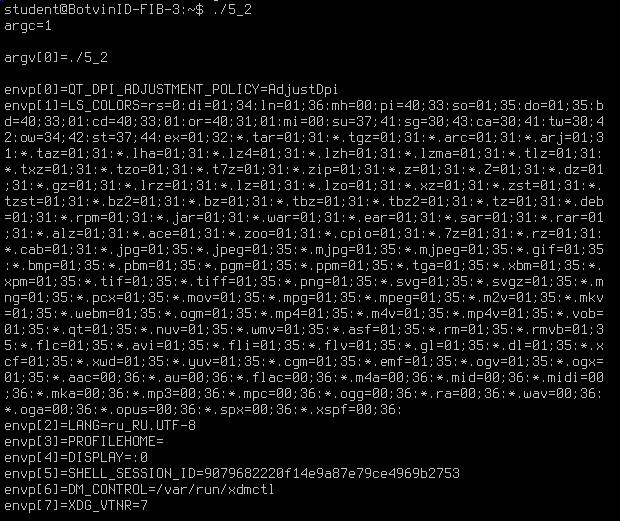 student@BotvinID-FIB-3:~$ ./5_2
argc=1
argv[0]=./5_2
envp[0]=QT_DPI_ADJUSTMENT_POLICY=AdjustDpi
envp[1]=LS_COLORS=rs=0:di=01;34:ln=01;36:mh=00:pi=40;33:so=01;35:do=01;35:b
d=40;33;01:cd=40;33;01:or=40;31;01:mi=00:su=37;41:sg=30;43:ca=30;41:tw=30;4
2:ow=34;42:st=37;44:ex=01;32:*.tar=01;31:*.tgz=01;31:*.arc=01;31:*.arj=01;3
1:*.taz=01;31:*.lha=01;31:*.lz4=01;31:*.lzh=01;31:*.lzma=01;31:*.tlz=01;31:
*.txz=01;31:*.tzo=01;31:*.t7z=01;31:*.zip=01;31:*.z=01;31:*.Z=01;31:*.dz=01
;31:*.gz=01;31:*.lrz=01;31:*.lz=01;31:*.lzo=01;31:*.xz=01;31:*.zst=01;31:*.
tzst=01;31:*.bz2=01;31:*.bz=01;31:*.tbz=01;31:*.tbz2=01;31:*.tz=01;31:*.deb
=01;31:*.rpm=01;31:*.jar=01;31:*.war=01;31:*.ear=01;31:*.sar=01;31:*.rar=01
;31:*.alz=01;31:*.ace=01;31:*.zoo=01;31:*.cpio=01;31:*.7z=01;31:*.rz=01;31:
*.cab=01;31:*.jpg=01;35:*.jpeg=01;35:*.mjpg=01;35:*.mjpeg=01;35:*.gif=01;35
:*.bmp=01;35:*.pbm=01;35:*.pgm=01;35:*.ppm=01;35:*.tga=01;35:*.xbm=01;35:*.
xpm=01;35:*.tif=01;35:*.tiff=01;35:*.png=01;35:*.svg=01;35:*.svgz=01;35:*.m
ng=01;35:*.pcx=01;35:*.mov=01;35:*.mpg=01;35:*.mpeg=01;35:*.m2v=01;35:*.mkv
=01;35:*.webm=01;35:*.ogm=01;35:*.mp4=01;35:*.m4v=01;35:*.mp4v=01;35:*.vob=
01;35:*.qt=01;35:*.nuv=01;35:*.wmv=01;35:*.asf=01;35:*.rm=01;35:*.rmvb=01;3
5:*.flc=01;35:*.avi=01;35:*.fli=01;35:*.flv=01;35:*.gl=01;35:*.dl=01;35:*.x
cf=01;35:*.xwd=01;35:*.yuv=01;35:*.cgm=01;35:*.emf=01;35:*.ogv=01;35:*.ogx=
01;35:*.aac=00;36:*.au=00;36:*.flac=00;36:*.m4a=00;36:*.mid=00;36:*.midi=00
;36:*.mka=00;36:*.mp3=00;36:*.mpc=00;36:*.ogg=00;36:*.ra=00;36:*.wav=00;36:
*.oga=00;36:*.opus=00;36:*.spx=00;36:*.xspf=00;36:
envp[2]=LANG=ru_RU.UTF-8
envp[3]=PROFILEHOME=
envp[4]=DISPLAY=:0
envp[5]=SHELL_SESSION_ID=9079682220f14e9a87e79ce4969b2753
envp[6]=DM_CONTROL=/var/run/xdmctl
envp[7]=XDG_VTNR=7